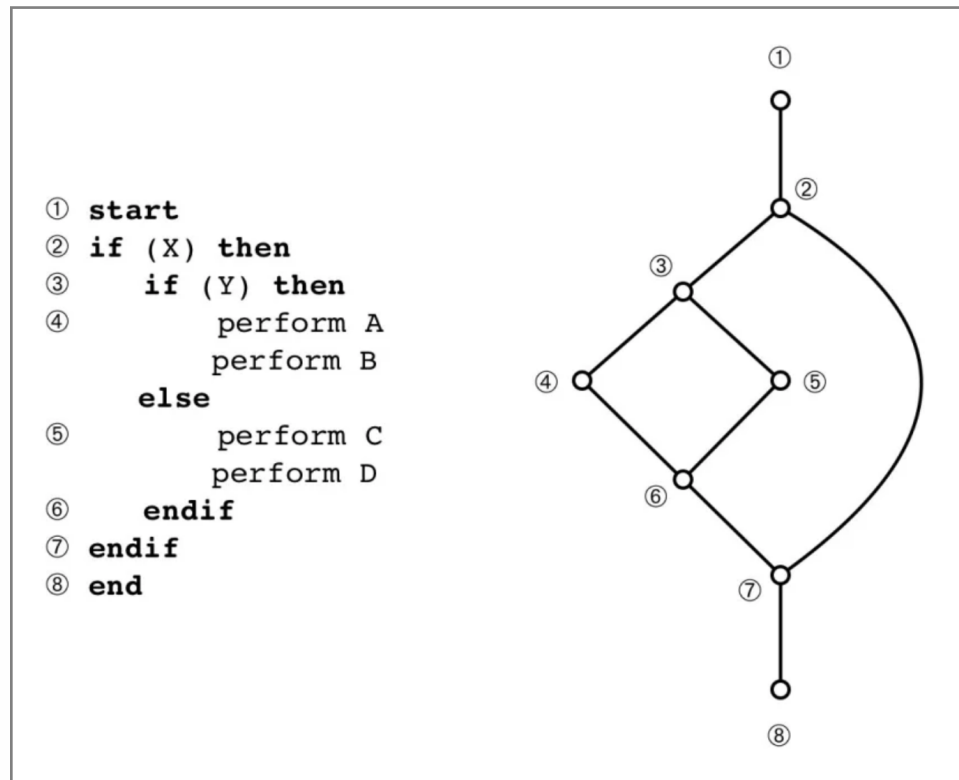 ① start
② if (X) then
③ if (Y) then
④ perform A
perform B
else
⑤ perform C
perform D
⑥ endif
⑦ endif
⑧ end
①
②
③
④
⑤
⑥
⑦
⑧